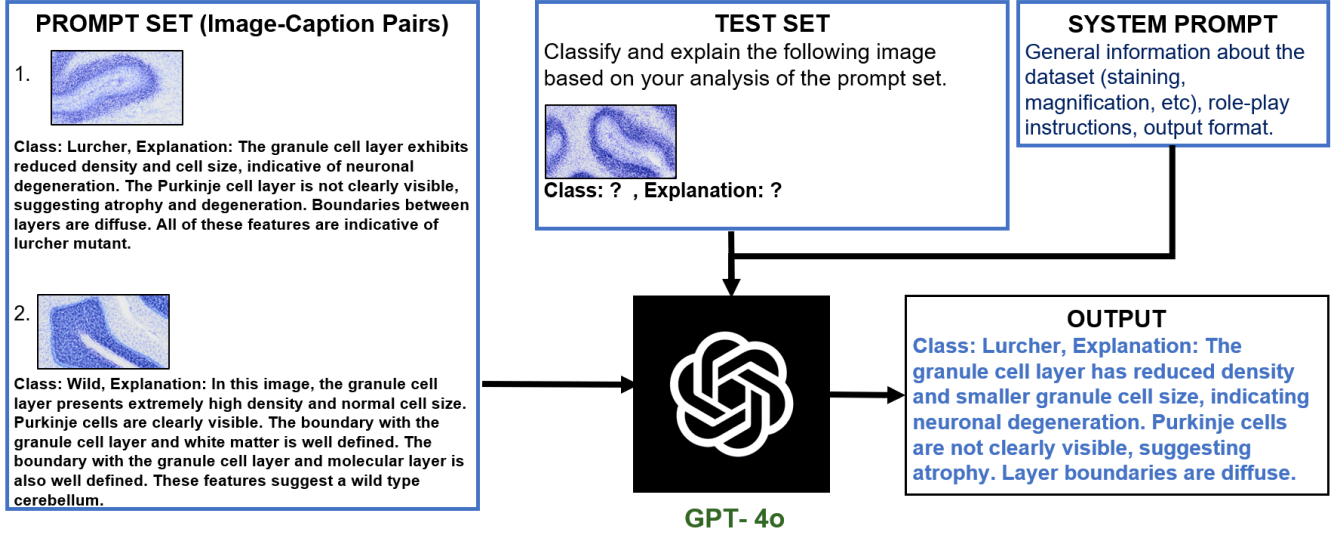 PROMPT SET (Image-Caption Pairs)
1.
Class: Lurcher, Explanation: The granule cell layer exhibits
reduced density and cell size, indicative of neuronal
degeneration. The Purkinje cell layer is not clearly visible,
suggesting atrophy and degeneration. Boundaries between
layers are diffuse. All of these features are indicative of
lurcher mutant.
2.
Class: Wild, Explanation: In this image, the granule cell
layer presents extremely high density and normal cell size.
Purkinje cells are clearly visible. The boundary with the
granule cell layer and white matter is well defined. The
boundary with the granule cell layer and molecular layer is
also well defined. These features suggest a wild type
cerebellum.
TEST SET
Classify and explain the following image
based on your analysis of the prompt set.
Class: ? , Explanation: ?
SYSTEM PROMPT
General information about the
dataset (staining,
magnification, etc), role-play
instructions, output format.
GPT- 4o
OUTPUT
Class: Lurcher, Explanation: The
granule cell layer has reduced density
and smaller granule cell size, indicating
neuronal degeneration. Purkinje cells
are not clearly visible, suggesting
atrophy. Layer boundaries are diffuse.